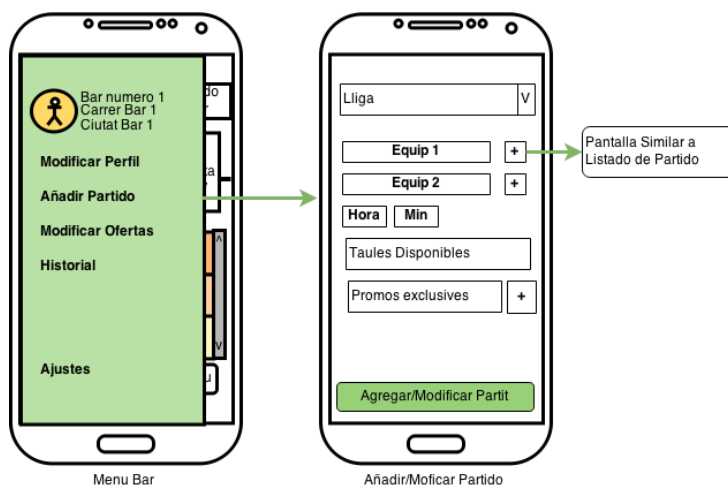 Bar numero 1
Carrer Bar 1
Ciutat Bar 1
Modificar Perfil
Añadir Partido
Modificar Ofertas
Historial
Ajustes
Menu Bar
Lliga V
Equip 1 +
Equip 2 +
Hora Min
Taules Disponibles
Promos exclusives +
Agregar/Modificar Partit
Añadir/Moficar Partido
Pantalla Similar a
Listado de Partido